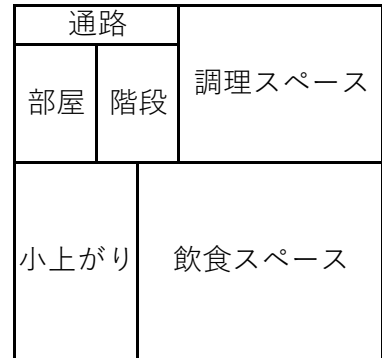 通路
部屋
階段
調理スペース
小上がり
飲食スペース